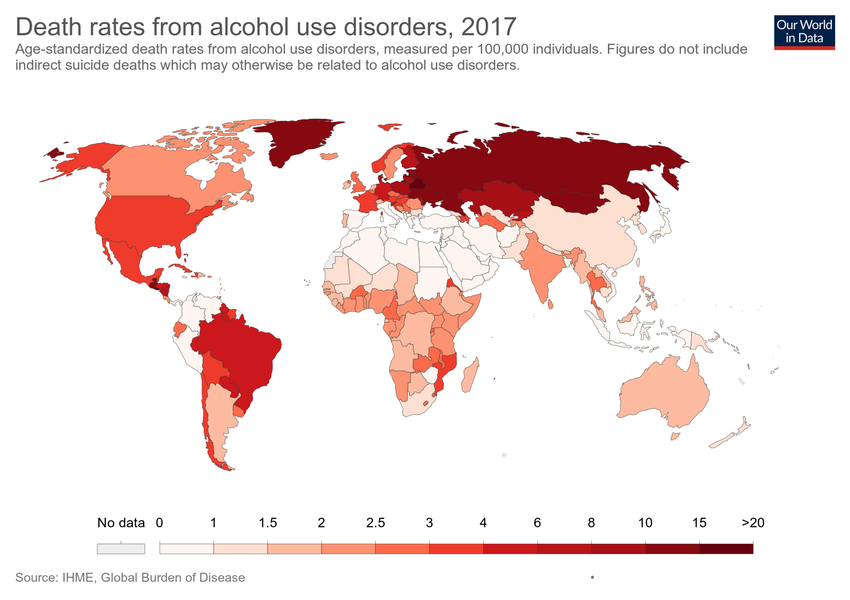 Death rates from alcohol use disorders, 2017
Our World
in Data
Age-standardized death rates from alcohol use disorders, measured per 100,000 individuals. Figures do not include
indirect suicide deaths which may otherwise be related to alcohol use disorders.
No data 0 1 1.5 2 2.5 3 4 6 8 10 15 >20
Source: IHME, Global Burden of Disease